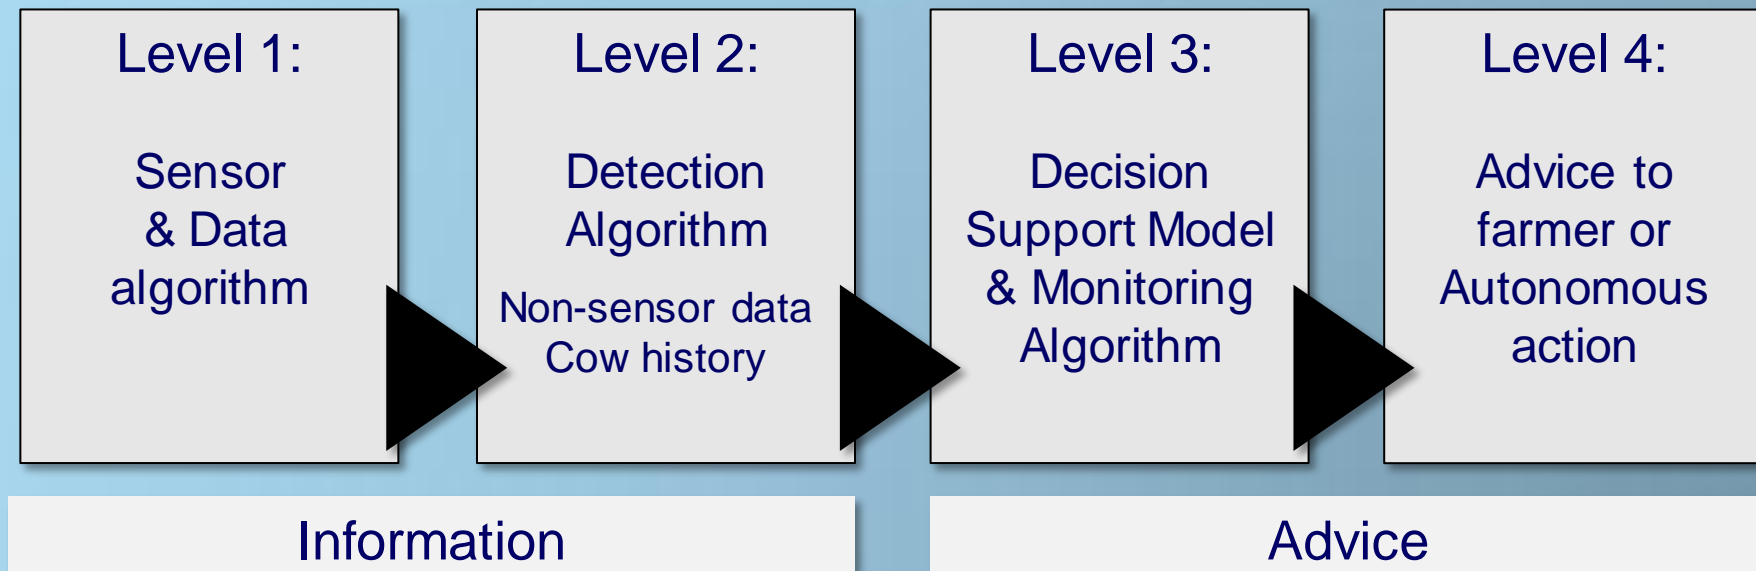 Level 1:
Sensor
& Data
algorithm
Level 2:
Detection
Algorithm
Non-sensor data
Cow history
Level 3:
Decision
Support Model
& Monitoring
Algorithm
Level 4:
Advice to
farmer or
Autonomous
action
Information
Advice